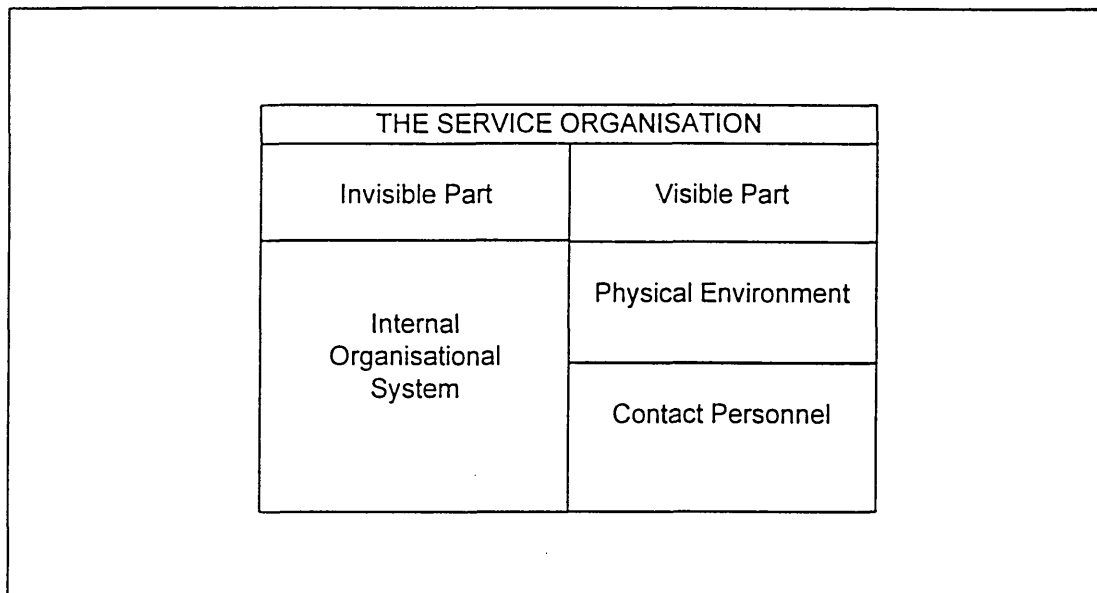 THE SERVICE ORGANISATION
Invisible Part
Visible Part
Internal
Organisational
System
Physical Environment
Contact Personnel